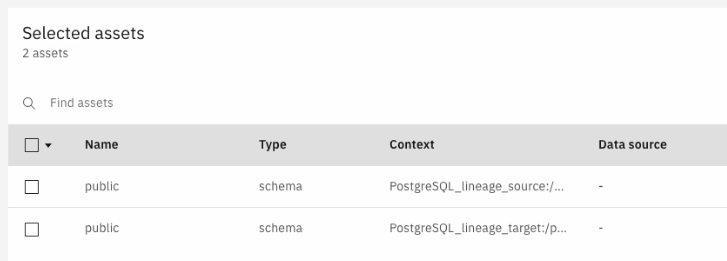 Selected assets
2 assets
Find assets
Name Type Context Data source
public schema PostgreSQL_lineage_source:/... -
public schema PostgreSQL_lineage_target:/p... -